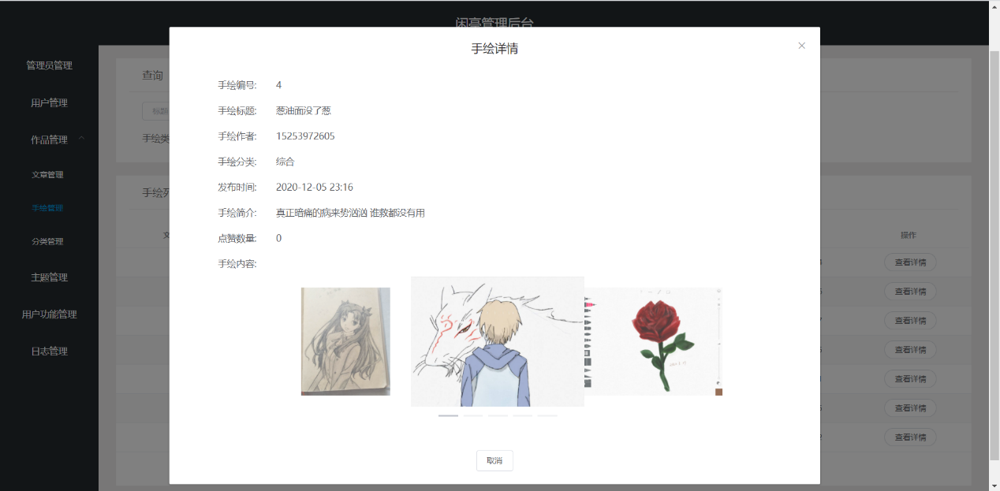 闲亭管理后台
管理员管理
用户管理
作品管理
文章管理
手绘管理
分类管理
主题管理
用户功能管理
日志管理
查询
标题
手绘类
手绘列
手绘详情
手绘编号: 4
手绘标题: 葱油面没了葱
手绘作者: 15253972605
手绘分类: 综合
发布时间: 2020-12-05 23:16
手绘简介: 真正暗痛的病来势汹汹 谁救都没有用
点赞数量: 0
手绘内容:
取消
操作
查看详情
查看详情
查看详情
查看详情
查看详情
查看详情
查看详情